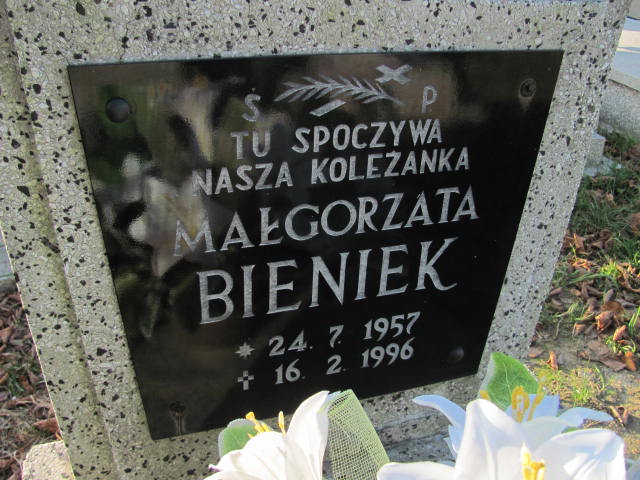 Ś P
TU SPOCZYWA
NASZA KOLEŻANKA
MAŁGORZATA
BIENIEK
24. 7. 1957
16. 2. 1996